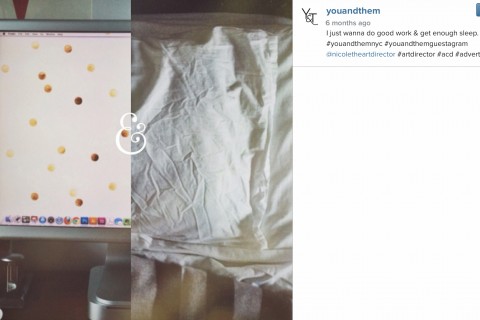 youandthem
6 months ago
I just wanna do good work & get enough sleep.
#youandthemnyc #youandthemguestagram
@nicoletheartdirector #artdirector #acd #advert
&
Y&T